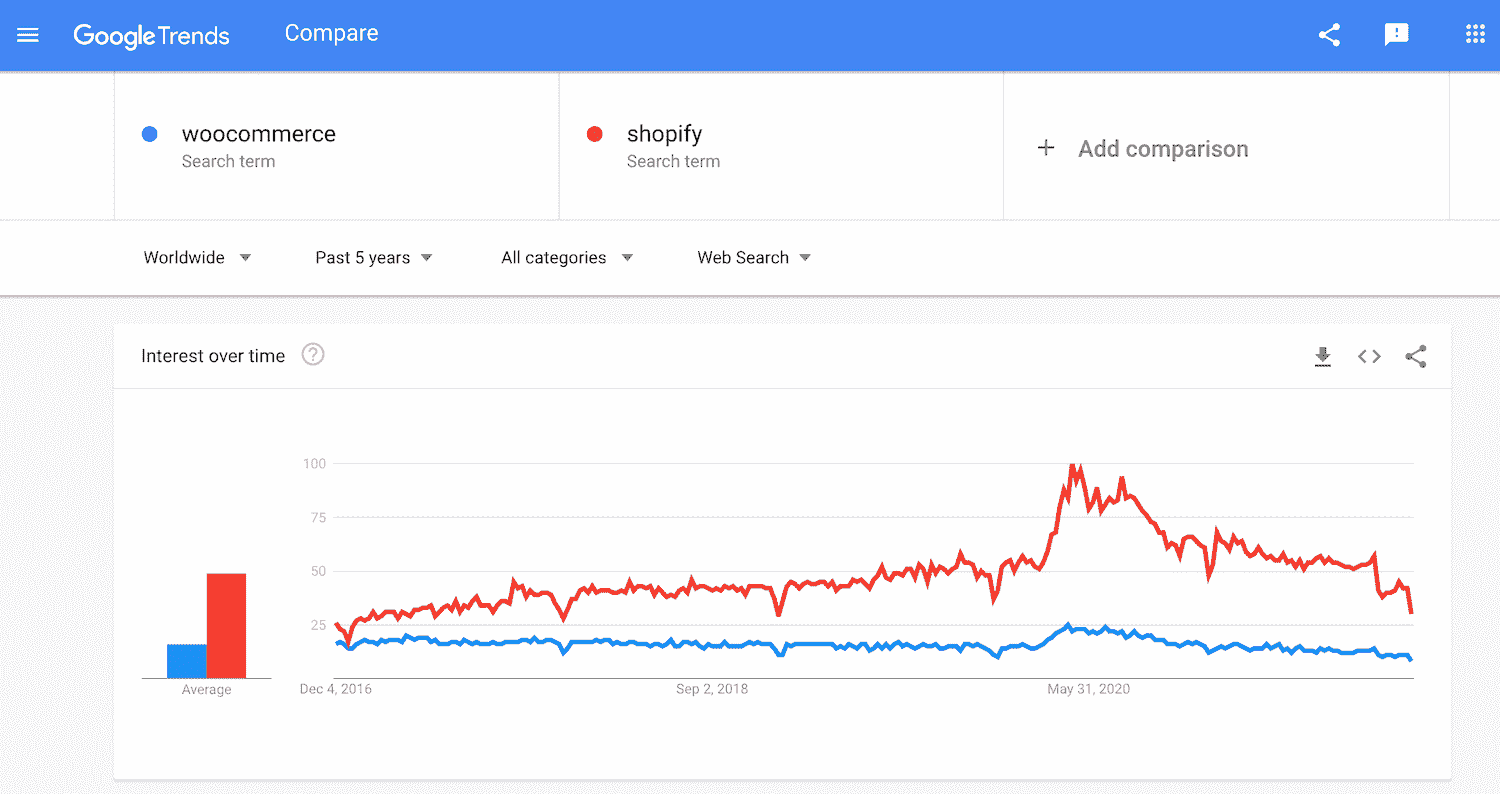 Google Trends Compare
woocommerce
Search term
shopify
Search term
+ Add comparison
Worldwide Past 5 years All categories Web Search
Interest over time ?
100
75
50
25
Average
Dec 4, 2016 Sep 2, 2018 May 31, 2020